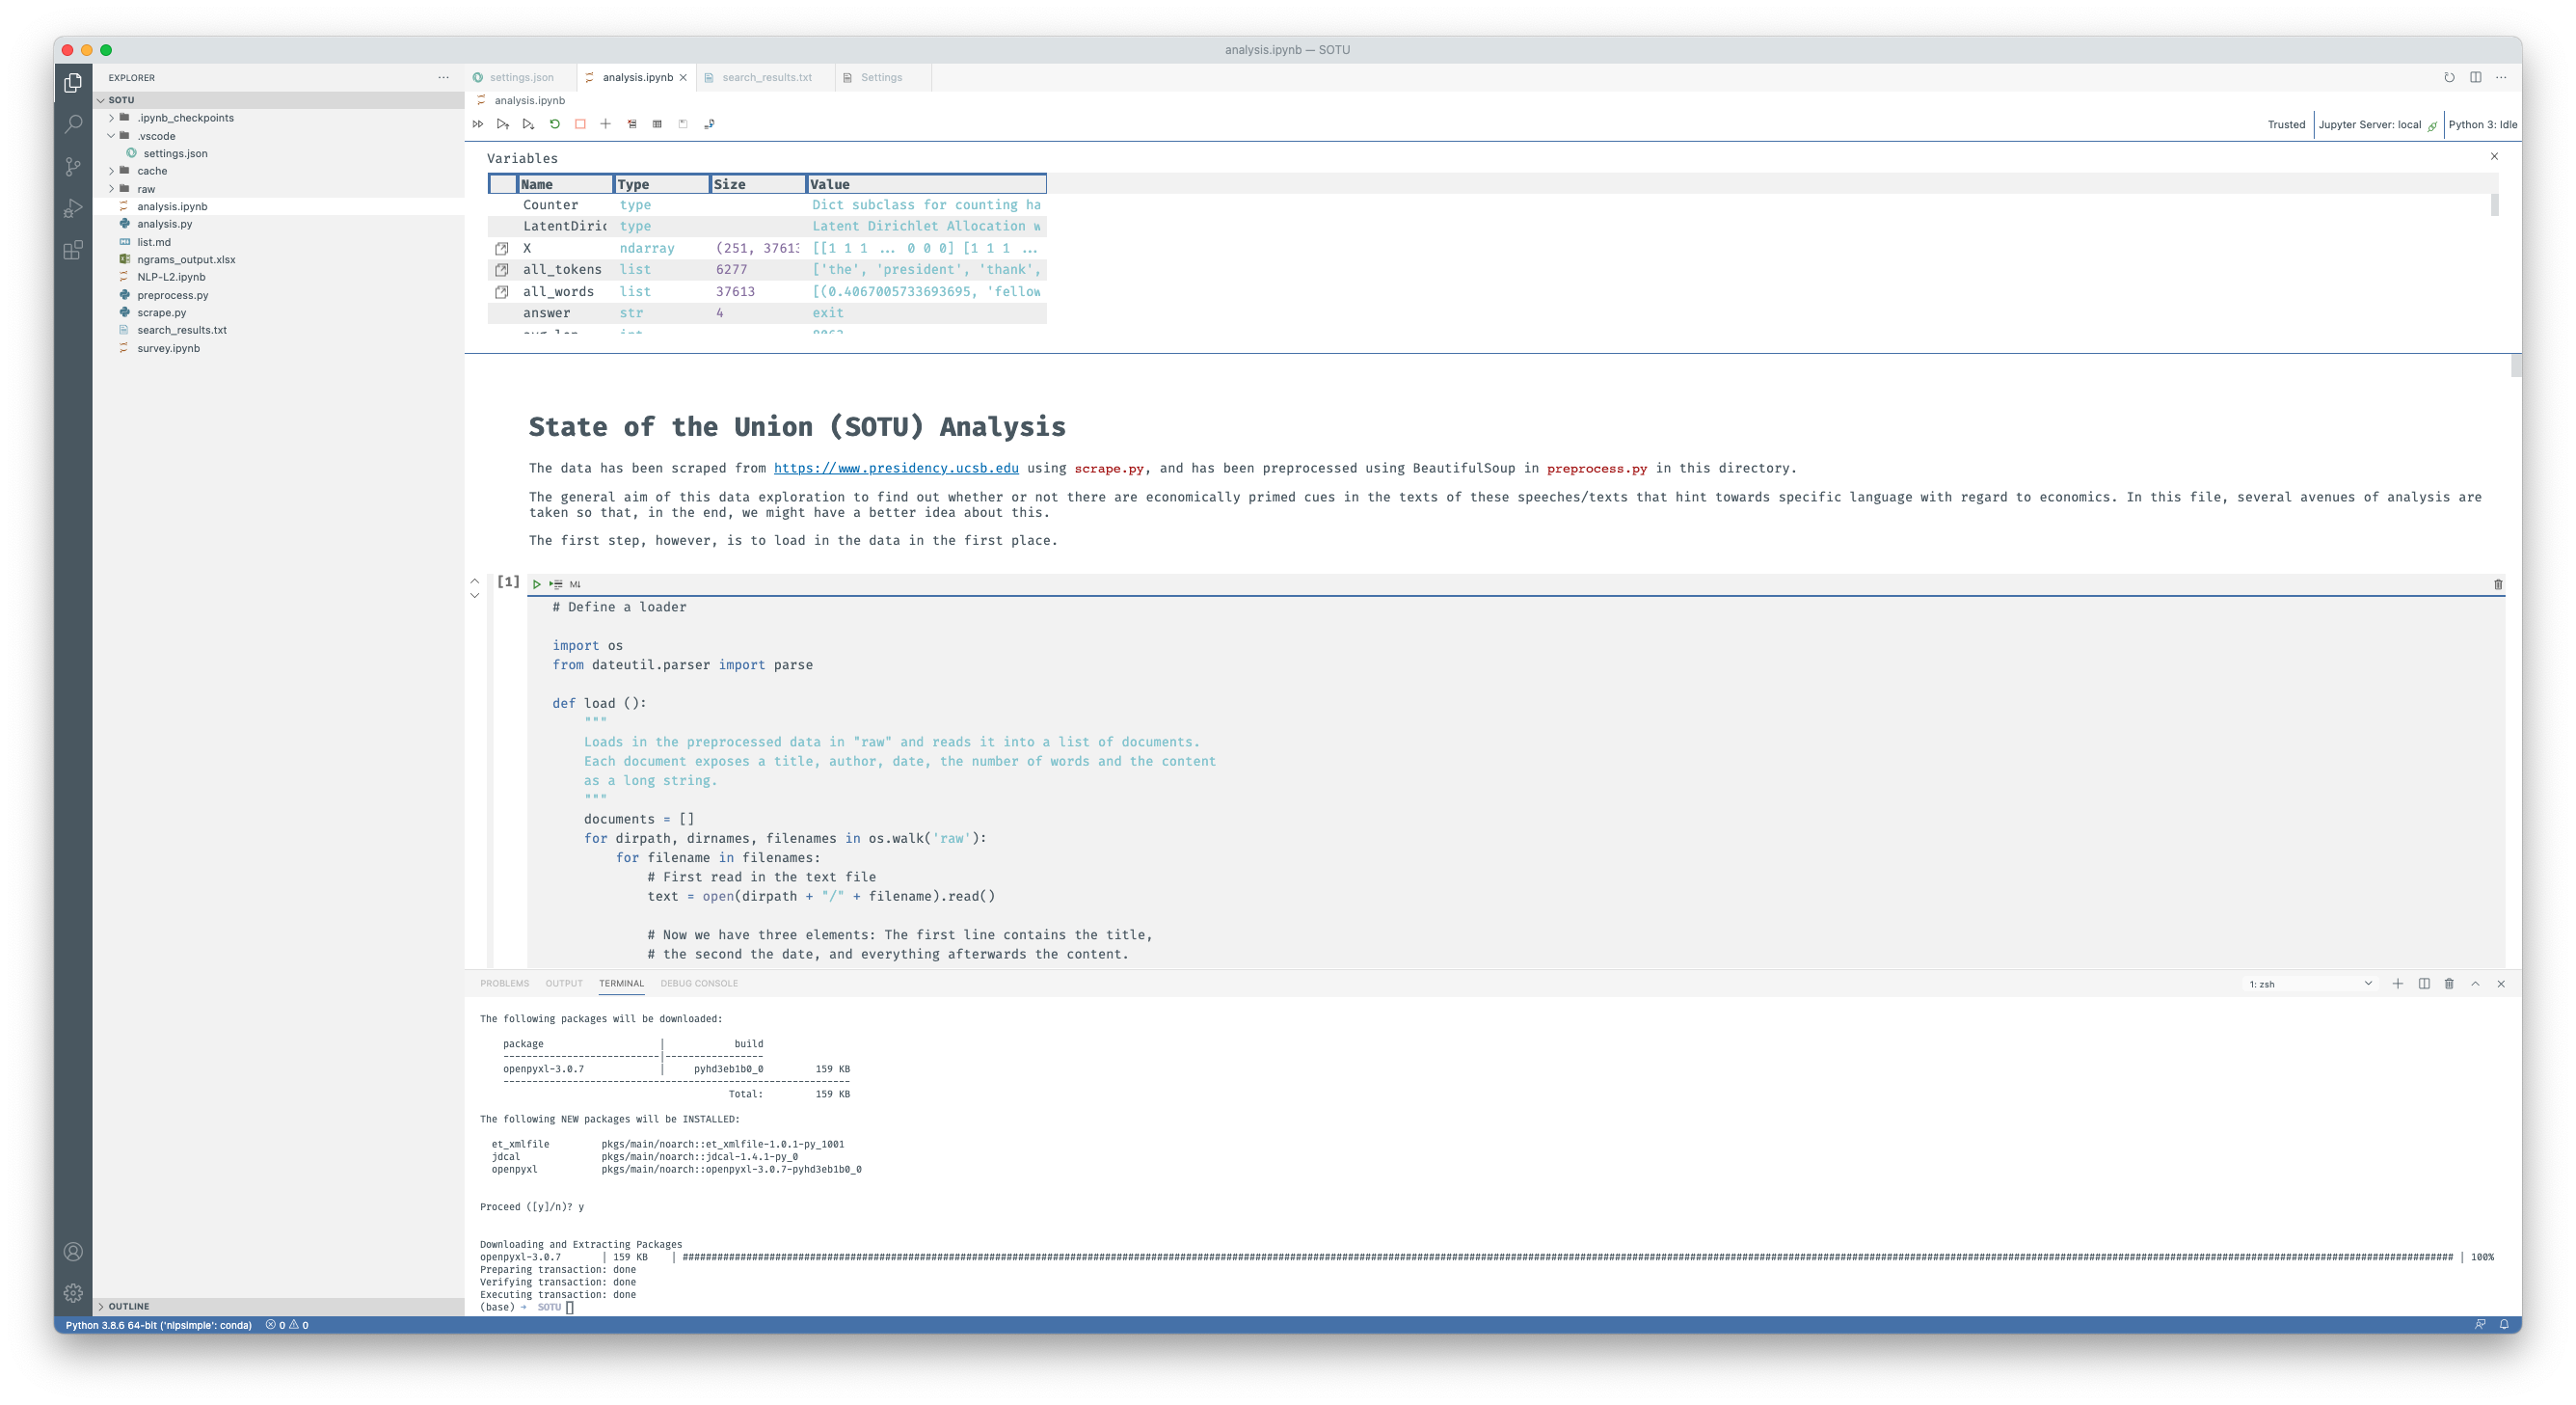 analysis.ipynb — SOTU
EXPLORER
SOTU
.ipynb_checkpoints
.vscode
settings.json
cache
raw
analysis.ipynb
analysis.py
list.md
ngrams_output.xlsx
NLP-L2.ipynb
preprocess.py
scrape.py
search_results.txt
survey.ipynb
OUTLINE
settings.json
analysis.ipynb
search_results.txt
Settings
analysis.ipynb
Trusted
Jupyter Server: local
Python 3: Idle
Variables
Name Type Size Value
Counter type Dict subclass for counting ha
LatentDiric type Latent Dirichlet Allocation w
X ndarray (251, 37613 [[1 1 1 ... 0 0 0] [1 1 1 ...
all_tokens list 6277 ['the', 'president', 'thank',
all_words list 37613 [(0.4067005733693695, 'fellow
answer str 4 exit
State of the Union (SOTU) Analysis
The data has been scraped from https://www.presidency.ucsb.edu using scrape.py, and has been preprocessed using BeautifulSoup in preprocess.py in this directory.
The general aim of this data exploration to find out whether or not there are economically primed cues in the texts of these speeches/texts that hint towards specific language with regard to economics. In this file, several avenues of analysis are
taken so that, in the end, we might have a better idea about this.
The first step, however, is to load in the data in the first place.
[1]
M↓
# Define a loader
import os
from dateutil.parser import parse
def load ():
"""
Loads in the preprocessed data in "raw" and reads it into a list of documents.
Each document exposes a title, author, date, the number of words and the content
as a long string.
"""
documents = []
for dirpath, dirnames, filenames in os.walk('raw'):
for filename in filenames:
# First read in the text file
text = open(dirpath + "/" + filename).read()
# Now we have three elements: The first line contains the title,
# the second the date, and everything afterwards the content.
PROBLEMS OUTPUT TERMINAL DEBUG CONSOLE
1: zsh
The following packages will be downloaded:
package | build
---------------------------|-----------------
openpyxl-3.0.7 | pyhd3eb1b0_0 159 KB
------------------------------------------------------------
Total: 159 KB
The following NEW packages will be INSTALLED:
et_xmlfile pkgs/main/noarch::et_xmlfile-1.0.1-py_1001
jdcal pkgs/main/noarch::jdcal-1.4.1-py_0
openpyxl pkgs/main/noarch::openpyxl-3.0.7-pyhd3eb1b0_0
Proceed ([y]/n)? y
Downloading and Extracting Packages
openpyxl-3.0.7 | 159 KB | ################################ | 100%
Preparing transaction: done
Verifying transaction: done
Executing transaction: done
(base) → SOTU
Python 3.8.6 64-bit ('nlpsimple': conda) 0 0